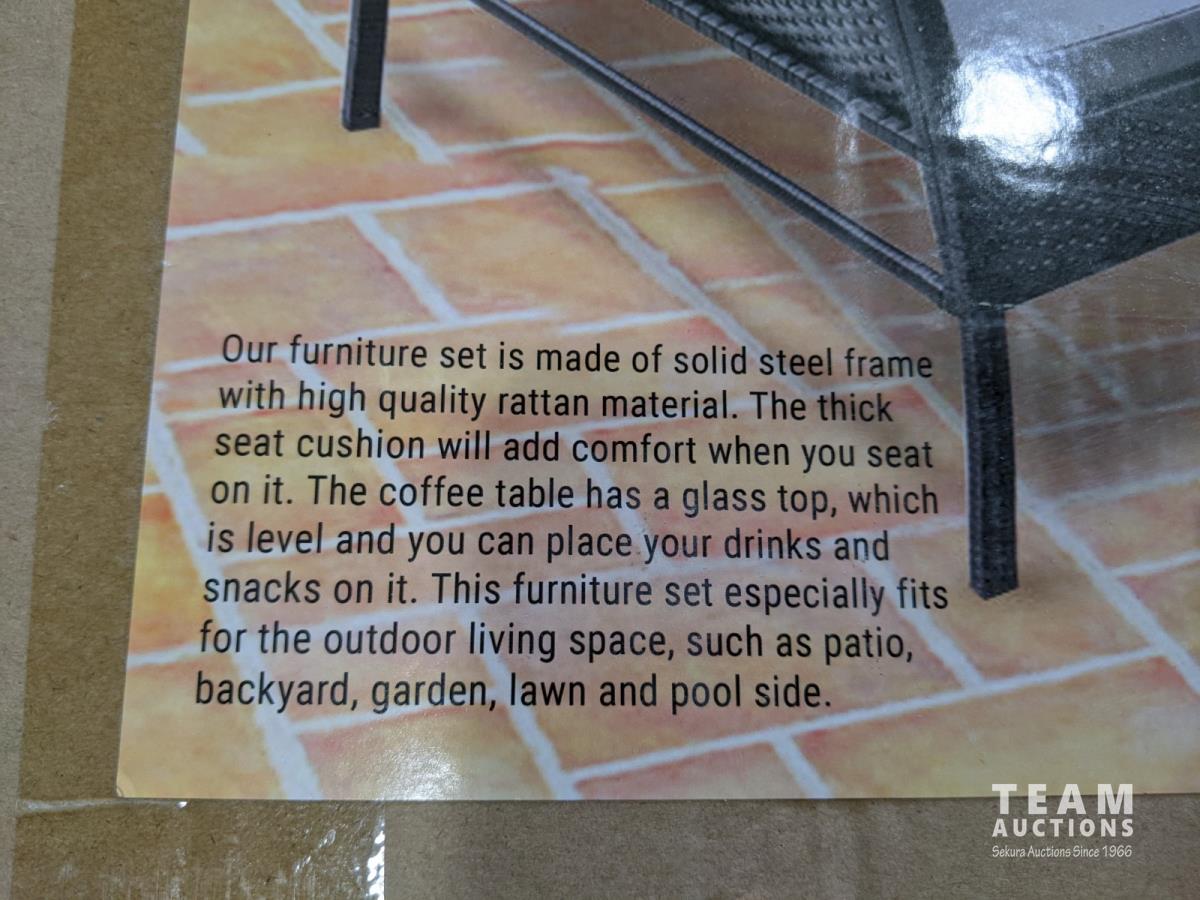 Our furniture set is made of solid steel frame
with high quality rattan material. The thick
seat cushion will add comfort when you seat
on it. The coffee table has a glass top, which
is level and you can place your drinks and
snacks on it. This furniture set especially fits
for the outdoor living space, such as patio,
backyard, garden, lawn and pool side.
TEAM
AUCTIONS
Sekura Auctions Since 1966